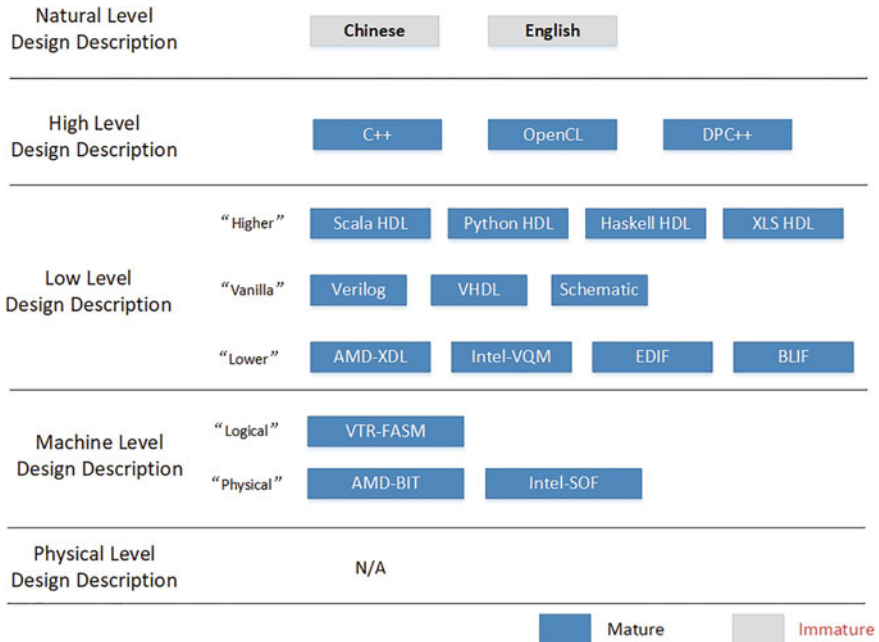 Natural Level
Design Description
Chinese
English
High Level
Design Description
C++
OpenCL
DPC++
Low Level
Design Description
“Higher”
Scala HDL
Python HDL
Haskell HDL
XLS HDL
“Vanilla”
Verilog
VHDL
Schematic
“Lower”
AMD-XDL
Intel-VQM
EDIF
BLIF
Machine Level
Design Description
“Logical”
VTR-FASM
“Physical”
AMD-BIT
Intel-SOF
Physical Level
Design Description
N/A
Mature
Immature